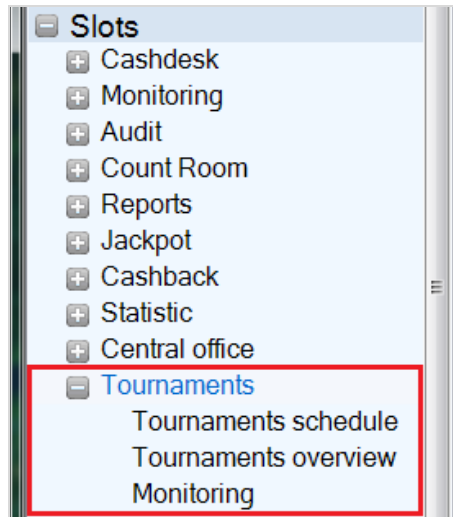 Slots
Cashdesk
Monitoring
Audit
Count Room
Reports
Jackpot
Cashback
Statistic
Central office
Tournaments
Tournaments schedule
Tournaments overview
Monitoring